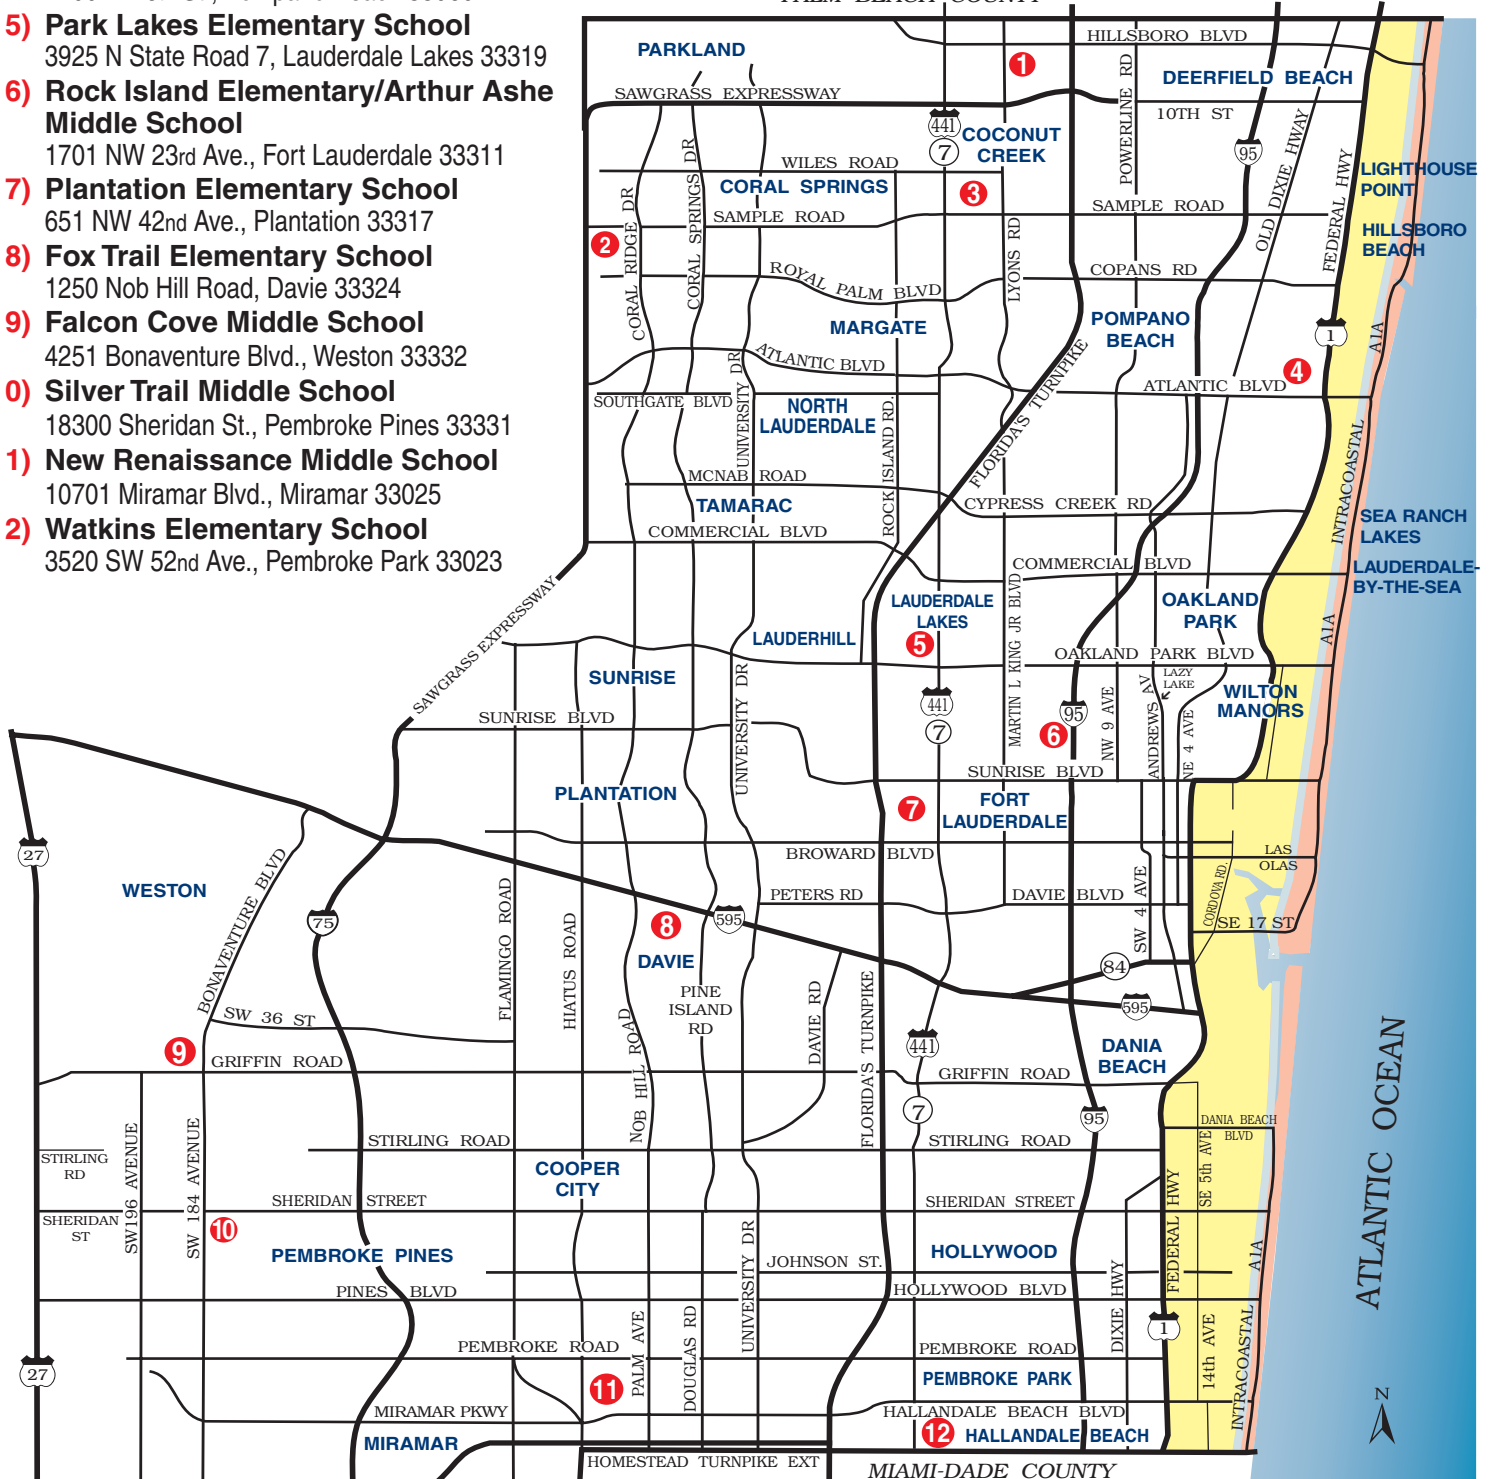 PALM BEACH COUNTY
5) Park Lakes Elementary School
3925 N State Road 7, Lauderdale Lakes 33319
6) Rock Island Elementary/Arthur Ashe
Middle School
1701 NW 23rd Ave., Fort Lauderdale 33311
7) Plantation Elementary School
651 NW 42nd Ave., Plantation 33317
8) Fox Trail Elementary School
1250 Nob Hill Road, Davie 33324
9) Falcon Cove Middle School
4251 Bonaventure Blvd., Weston 33332
0) Silver Trail Middle School
18300 Sheridan St., Pembroke Pines 33331
1) New Renaissance Middle School
10701 Miramar Blvd., Miramar 33025
2) Watkins Elementary School
3520 SW 52nd Ave., Pembroke Park 33023
HILLSBORO BLVD
PARKLAND
1
DEERFIELD BEACH
SAWGRASS EXPRESSWAY
10TH ST
POWERLINE RD
441
7
COCONUT
CREEK
95
OLD DIXIE HWAY
FEDERAL HWY
LIGHTHOUSE
POINT
WILES ROAD
CORAL SPRINGS
3
SAMPLE ROAD
SAMPLE ROAD
HILLSBORO
BEACH
2
CORAL RIDGE DR
CORAL SPRINGS DR
LYONS RD
ROYAL PALM BLVD
COPANS RD
MARGATE
POMPANO
BEACH
1
A1A
ATLANTIC BLVD
ATLANTIC BLVD
4
SOUTHGATE BLVD
UNIVERSITY DR
NORTH
LAUDERDALE
ROCK ISLAND RD.
FLORIDA'S TURNPIKE
INTRACOASTAL
MCNAB ROAD
TAMARAC
CYPRESS CREEK RD
SEA RANCH
LAKES
COMMERCIAL BLVD
COMMERCIAL BLVD
LAUDERDALE-
BY-THE-SEA
SAWGRASS EXPRESSWAY
LAUDERDALE
LAKES
MARTIN L KING JR BLVD
OAKLAND
PARK
A1A
LAUDERHILL
5
OAKLAND PARK BLVD
SUNRISE
UNIVERSITY DR
LAZY
LAKE
WILTON
MANORS
441
7
95
6
NW 9 AVE
ANDREWS AV
NE 4 AVE
SUNRISE BLVD
SUNRISE BLVD
PLANTATION
7
FORT
LAUDERDALE
27
BROWARD BLVD
LAS
OLAS
WESTON
BONAVENTURE BLVD
75
FLAMINGO ROAD
HIATUS ROAD
PETERS RD
DAVIE BLVD
SW 4 AVE
CORDOVA RD.
SE 17 ST
8
595
DAVIE
84
595
PINE
ISLAND
RD
DAVIE RD
FLORIDA'S TURNPIKE
SW 36 ST
NOB HILL ROAD
441
DANIA
BEACH
9
GRIFFIN ROAD
GRIFFIN ROAD
7
95
DANIA BEACH
BLVD
STIRLING ROAD
STIRLING ROAD
STIRLING
RD
SW196 AVENUE
SW 184 AVENUE
COOPER
CITY
FEDERAL HWY
SE 5th AVE
SHERIDAN STREET
SHERIDAN STREET
SHERIDAN
ST
10
PEMBROKE PINES
UNIVERSITY DR
HOLLYWOOD
A1A
JOHNSON ST.
PINES BLVD
HOLLYWOOD BLVD
DIXIE HWY
1
27
PEMBROKE ROAD
PEMBROKE ROAD
PALM AVE
DOUGLAS RD
14th AVE
INTRACOASTAL
11
PEMBROKE PARK
MIRAMAR PKWY
HALLANDALE BEACH BLVD
12
HALLANDALE BEACH
MIRAMAR
HOMESTEAD TURNPIKE EXT
MIAMI-DADE COUNTY
ATLANTIC OCEAN
N